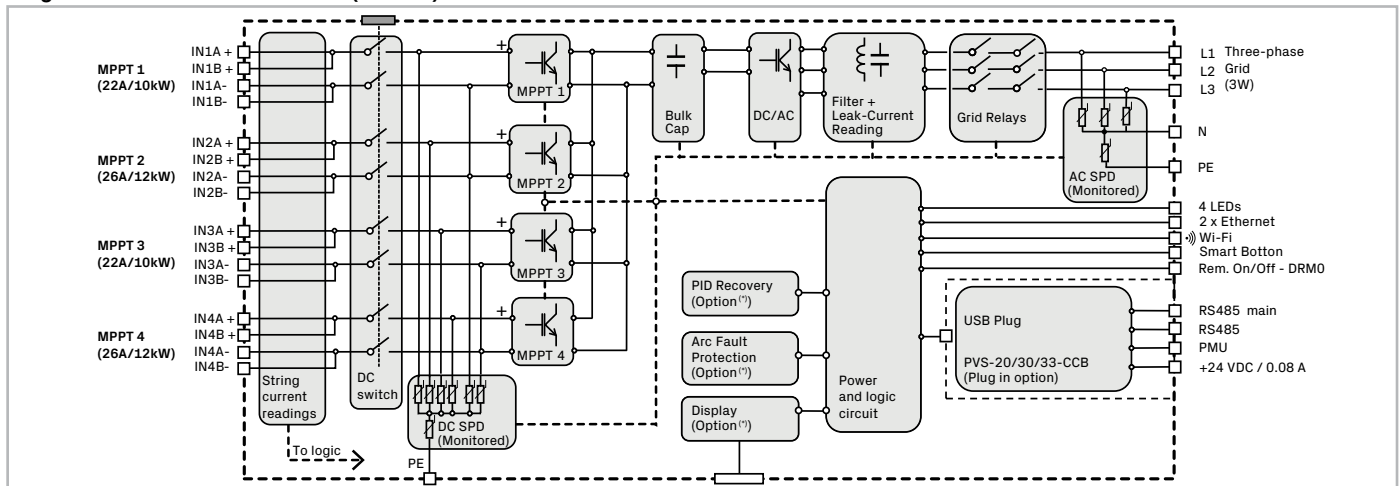 IN1A +
IN1B +
IN1A-
IN1B-
MPPT 1
(22A/10kW)
IN2A +
IN2B +
IN2A-
IN2B-
MPPT 2
(26A/12kW)
IN3A +
IN3B +
IN3A-
IN3B-
MPPT 3
(22A/10kW)
IN4A +
IN4B +
IN4A-
IN4B-
MPPT 4
(26A/12kW)
String
current
readings
To logic
DC
switch
+
MPPT 1
+
MPPT 2
+
MPPT 3
+
MPPT 4
DC SPD
(Monitored)
PE
Bulk
Cap
DC/AC
Filter +
Leak-Current
Reading
Grid Relays
AC SPD
(Monitored)
L1 Three-phase
L2 Grid
L3 (3W)
N
PE
PID Recovery
(Option(*))
Arc Fault
Protection
(Option(*))
Display
(Option(*))
Power
and logic
circuit
4 LEDs
2 x Ethernet
Wi-Fi
Smart Botton
Rem. On/Off - DRM0
USB Plug
PVS-20/30/33-CCB
(Plug in option)
RS485 main
RS485
PMU
+24 VDC / 0.08 A